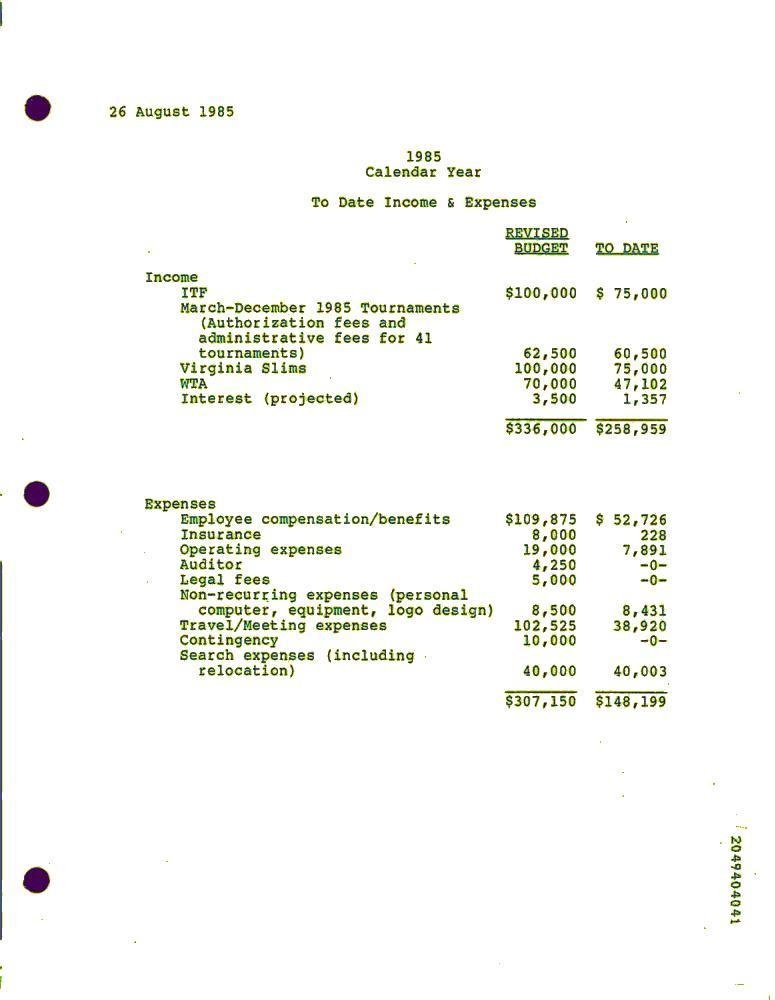 26 August 1985
1985
Calendar Year
To Date Income & Expenses
REVISED
BUDGET TO DATE
Income
ITF $100,000 $ 75,000
March-December 1985 Tournaments
(Authorization fees and
administrative fees for 41
tournaments) 62,500 60,500
Virginia Slims 100,000 75,000
WTA 70,000 47,102
Interest (projected) 3,500 1,357
$336,000 $258,959
Expenses
Employee compensation/benefits $109,875 $ 52,726
Insurance 8,000 228
Operating expenses 19,000 7,891
Auditor 4,250 -0-
Legal fees 5,000 -0-
Non-recurring expenses (personal
computer, equipment, logo design) 8,500 8,431
Travel/Meeting expenses 102,525 38,920
Contingency 10,000 -0-
Search expenses (including
relocation) 40,000 40,003
$307,150 $148,199
2049404041